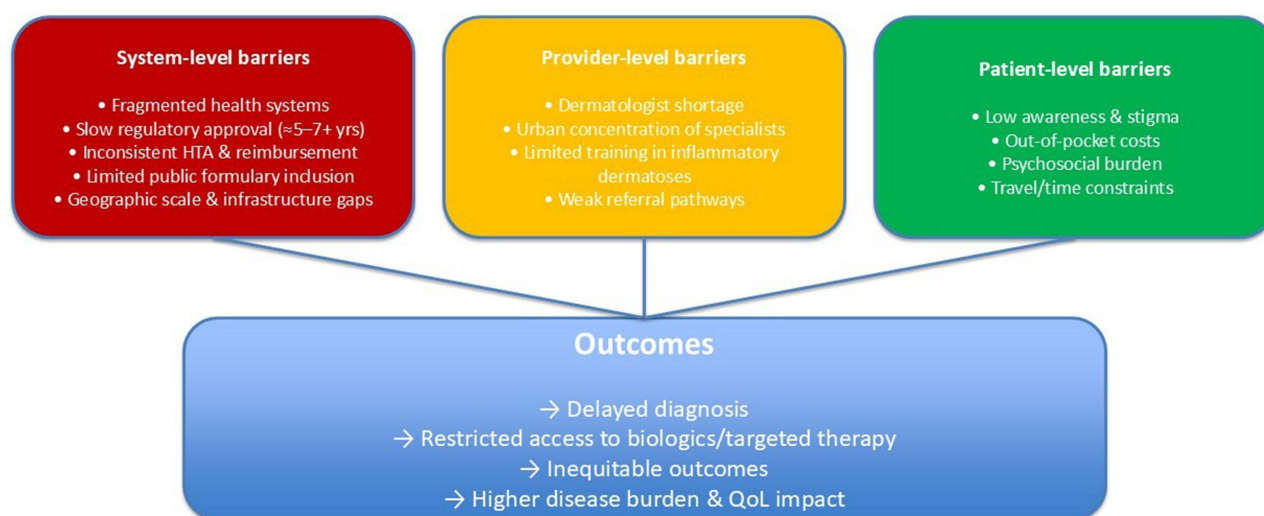 System-level barriers
• Fragmented health systems
• Slow regulatory approval (≈5–7+ yrs)
• Inconsistent HTA & reimbursement
• Limited public formulary inclusion
• Geographic scale & infrastructure gaps
Provider-level barriers
• Dermatologist shortage
• Urban concentration of specialists
• Limited training in inflammatory
dermatoses
• Weak referral pathways
Patient-level barriers
• Low awareness & stigma
• Out-of-pocket costs
• Psychosocial burden
• Travel/time constraints
Outcomes
→ Delayed diagnosis
→ Restricted access to biologics/targeted therapy
→ Inequitable outcomes
→ Higher disease burden & QoL impact